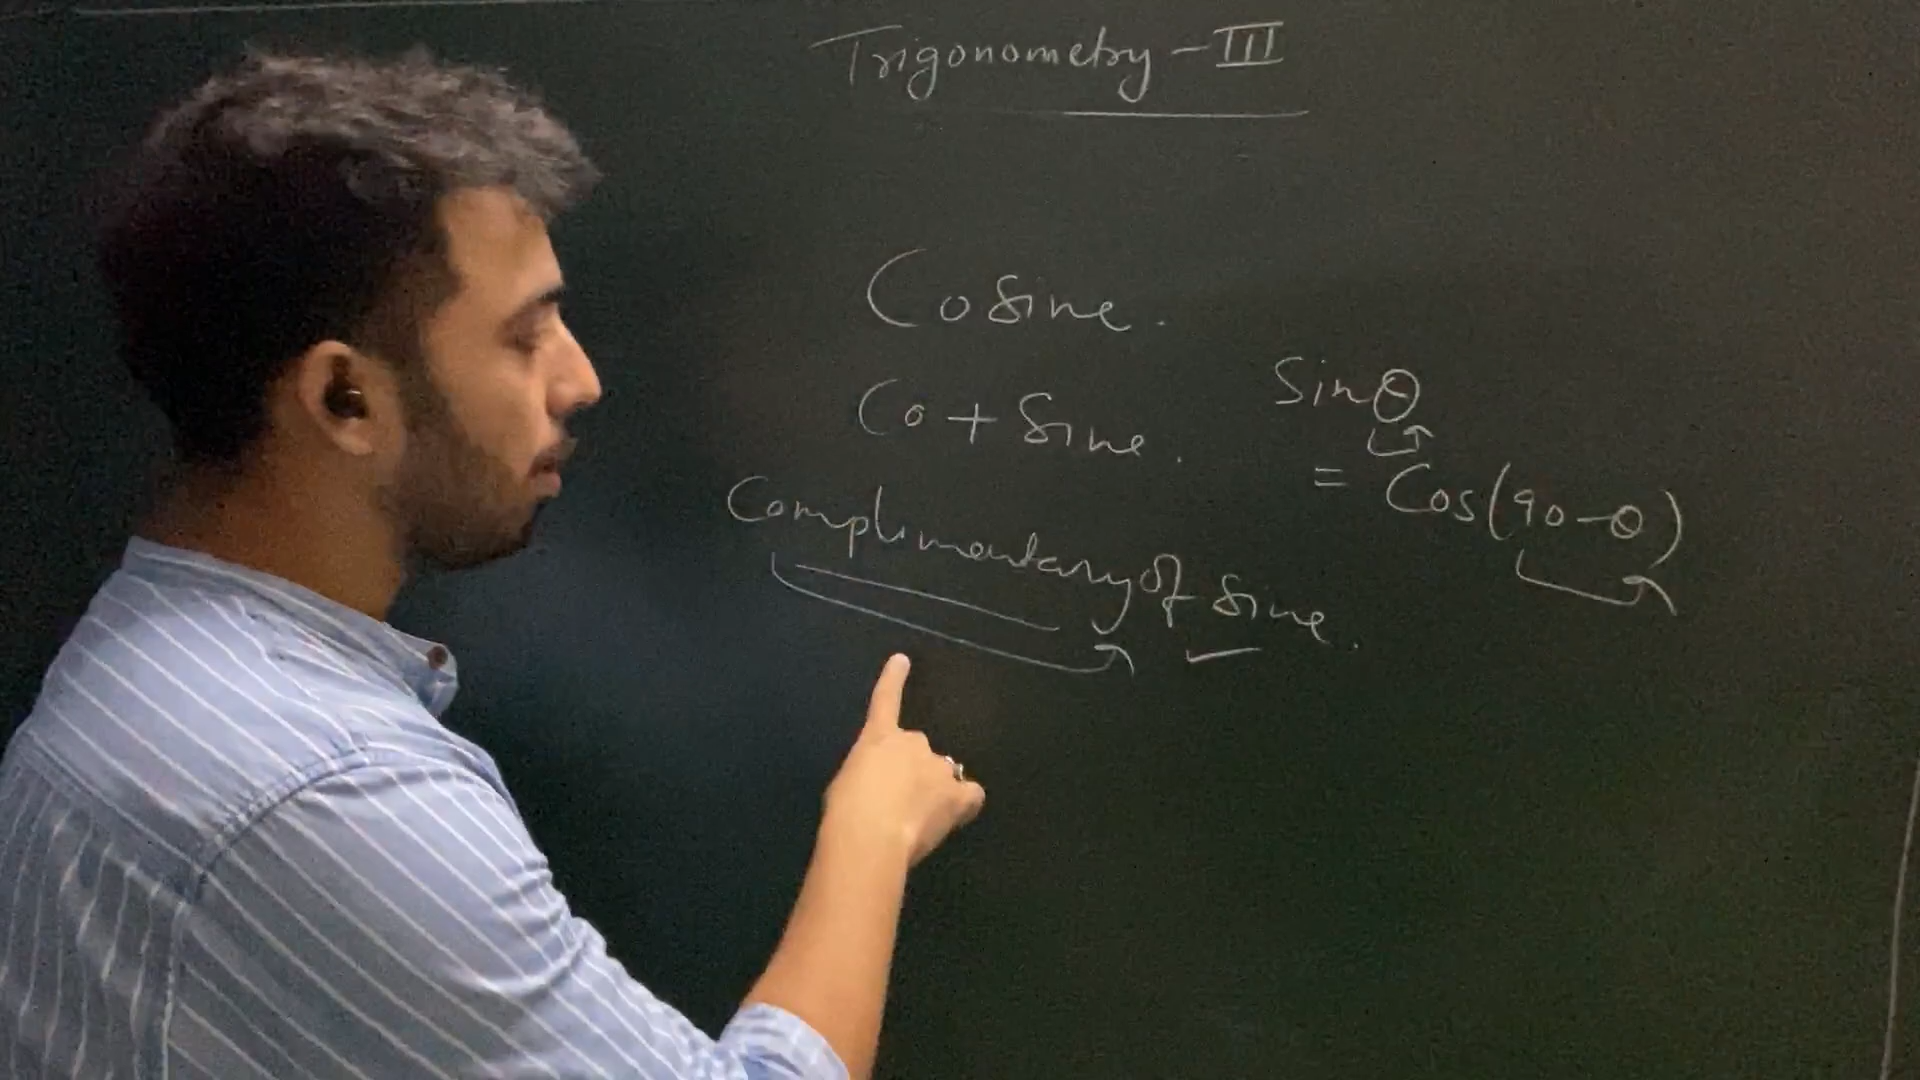 Trigonometry - III
Cosine.
Co + Sine.
Complimentary of Sine.
Sin θ
= Cos(90-θ)